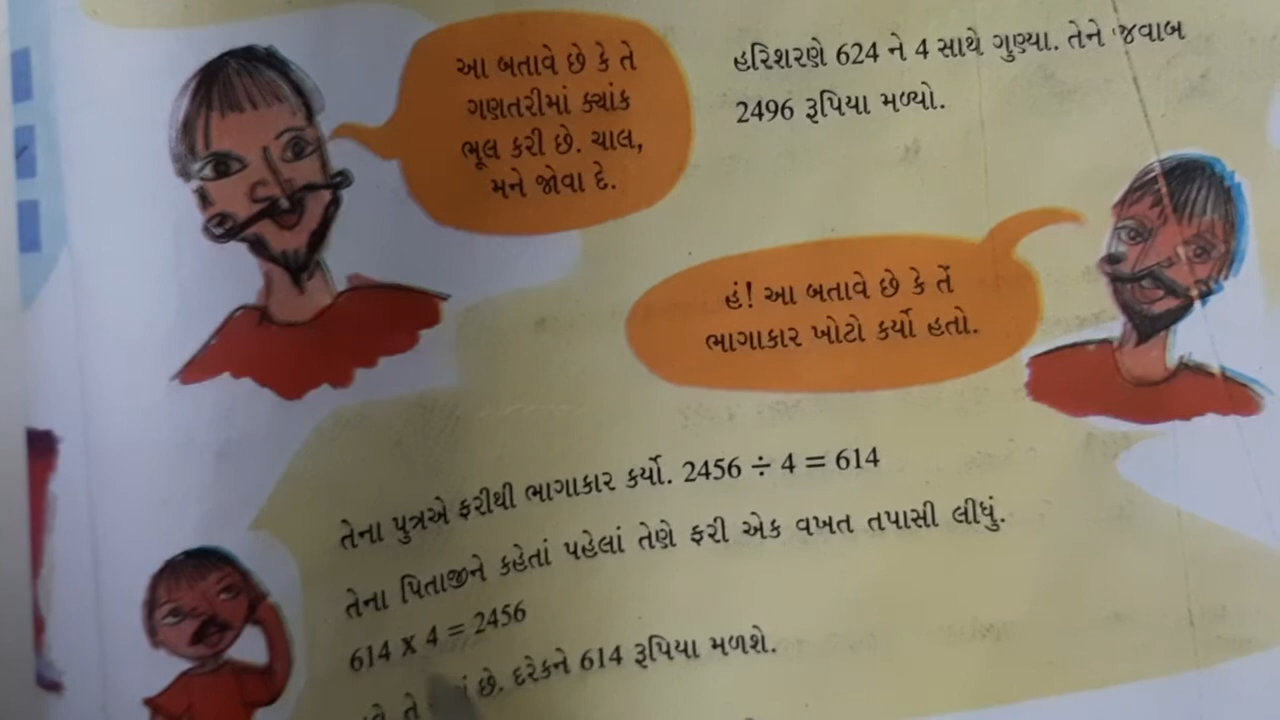 આ બતાવે છે કે તે
ગણતરીમાં ક્યાંક
ભૂલ કરી છે. ચાલ,
મને જોવા દે.
હરિશરણે 624 ને 4 સાથે ગુણ્યા. તેને જવાબ
2496 રૂપિયા મળ્યો.
હં! આ બતાવે છે કે તેં
ભાગાકાર ખોટો કર્યો હતો.
તેના પુત્રએ ફરીથી ભાગાકાર કર્યો. 2456 ÷ 4 = 614
તેના પિતાજીને કહેતાં પહેલાં તેણે ફરી એક વખત તપાસી લીધું.
614 x 4 = 2456
તે છે. દરેકને 614 રૂપિયા મળશે.